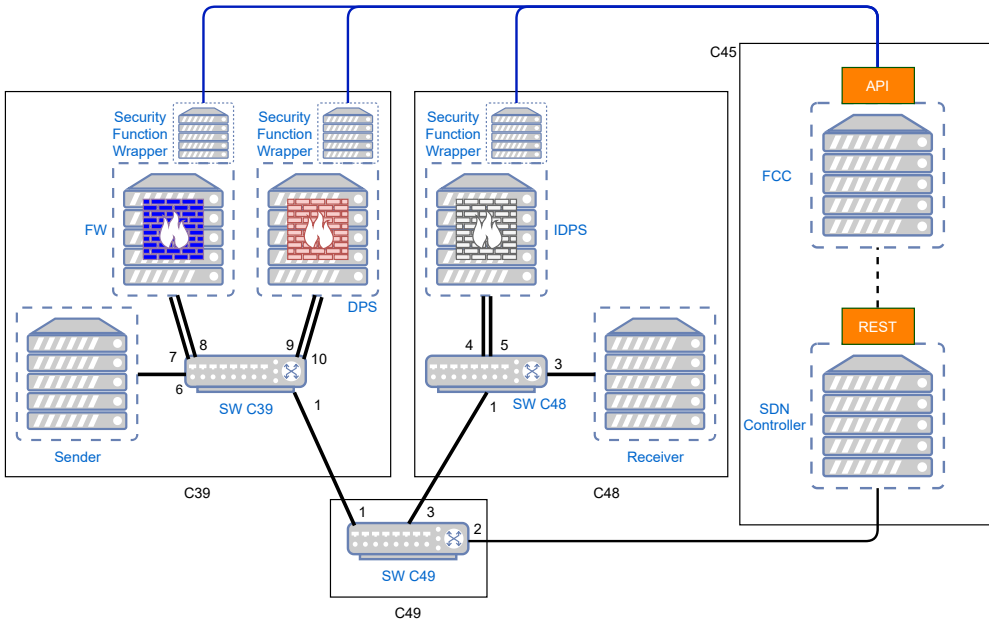 C45
API
Security
Function
Wrapper
Security
Function
Wrapper
Security
Function
Wrapper
FCC
FW
IDPS
DPS
REST
7
8
9
10
6
SW C39
1
4
5
3
SW C48
1
SDN
Controller
Sender
Receiver
C39
C48
1
3
2
SW C49
C49